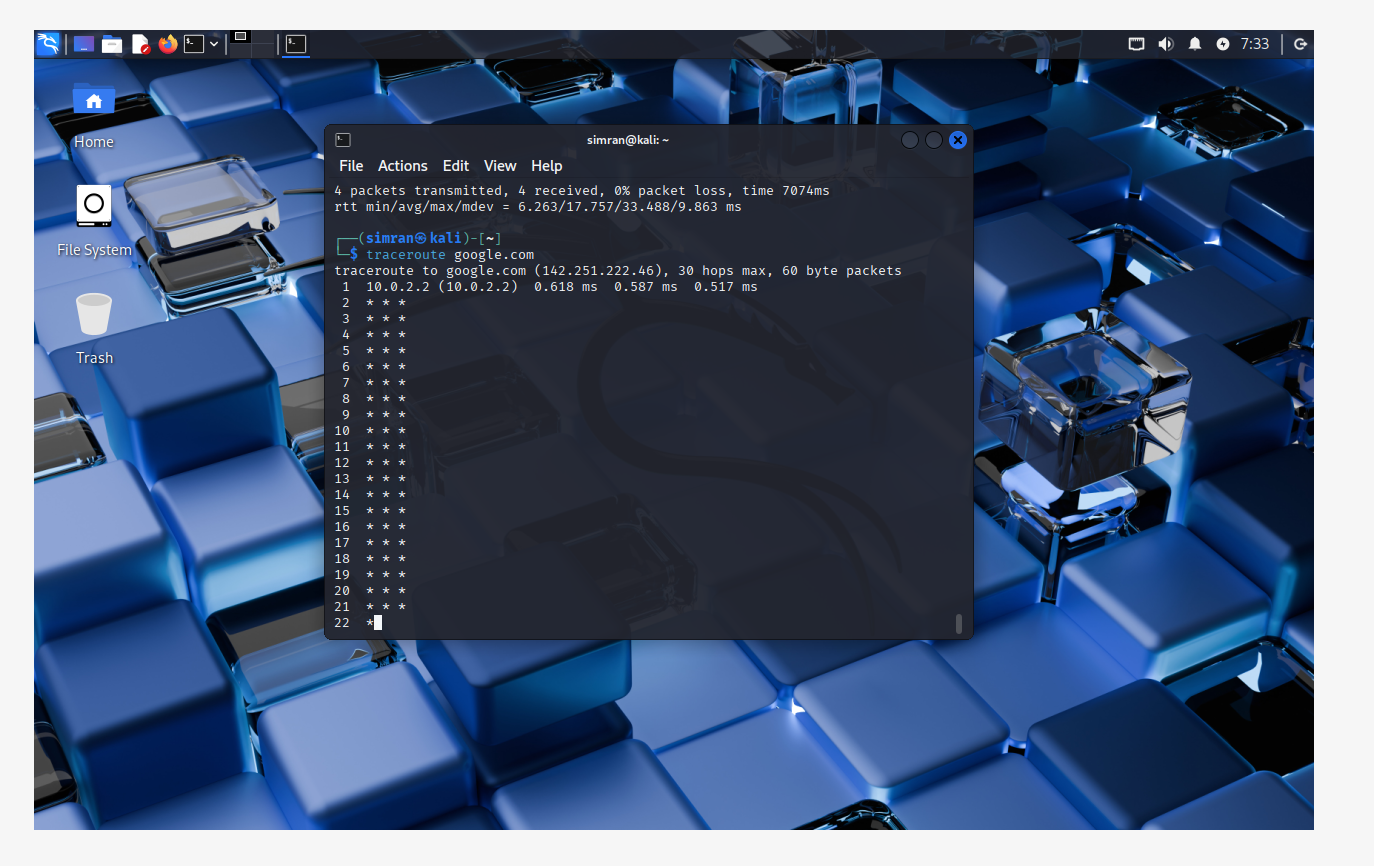 7:33
Home
File System
Trash
simran@kali: ~
File Actions Edit View Help
4 packets transmitted, 4 received, 0% packet loss, time 7074ms
rtt min/avg/max/mdev = 6.263/17.757/33.488/9.863 ms
┌──(simran㉿kali)-[~]
└─$ traceroute google.com
traceroute to google.com (142.251.222.46), 30 hops max, 60 byte packets
1 10.0.2.2 (10.0.2.2) 0.618 ms 0.587 ms 0.517 ms
2 * * *
3 * * *
4 * * *
5 * * *
6 * * *
7 * * *
8 * * *
9 * * *
10 * * *
11 * * *
12 * * *
13 * * *
14 * * *
15 * * *
16 * * *
17 * * *
18 * * *
19 * * *
20 * * *
21 * * *
22 *